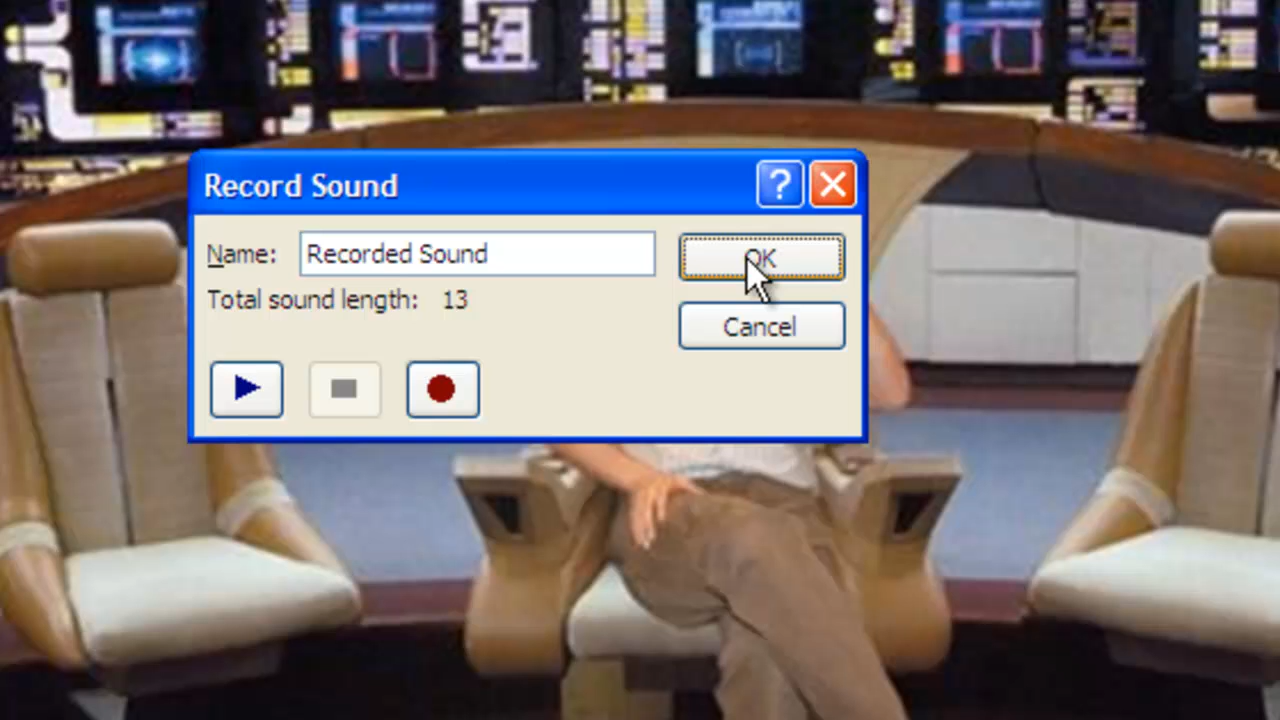 Record Sound
Name: Recorded Sound
OK
Total sound length: 13
Cancel